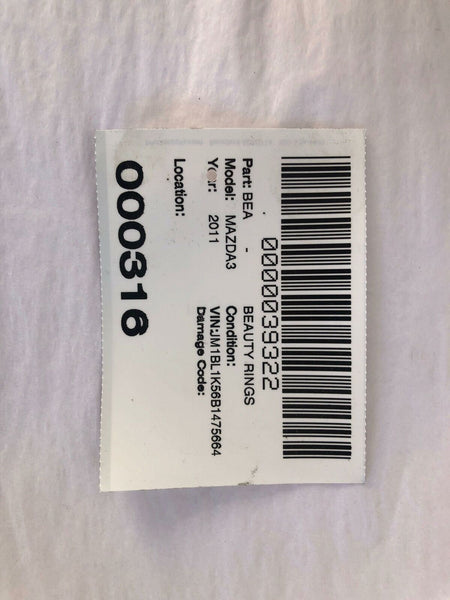 0000039322
Part: BEA - BEAUTY RINGS
Model: MAZDA3 Condition:
Year: 2011 VIN:JM1BL1K56B1475664
Damage Code:
Location:
000316